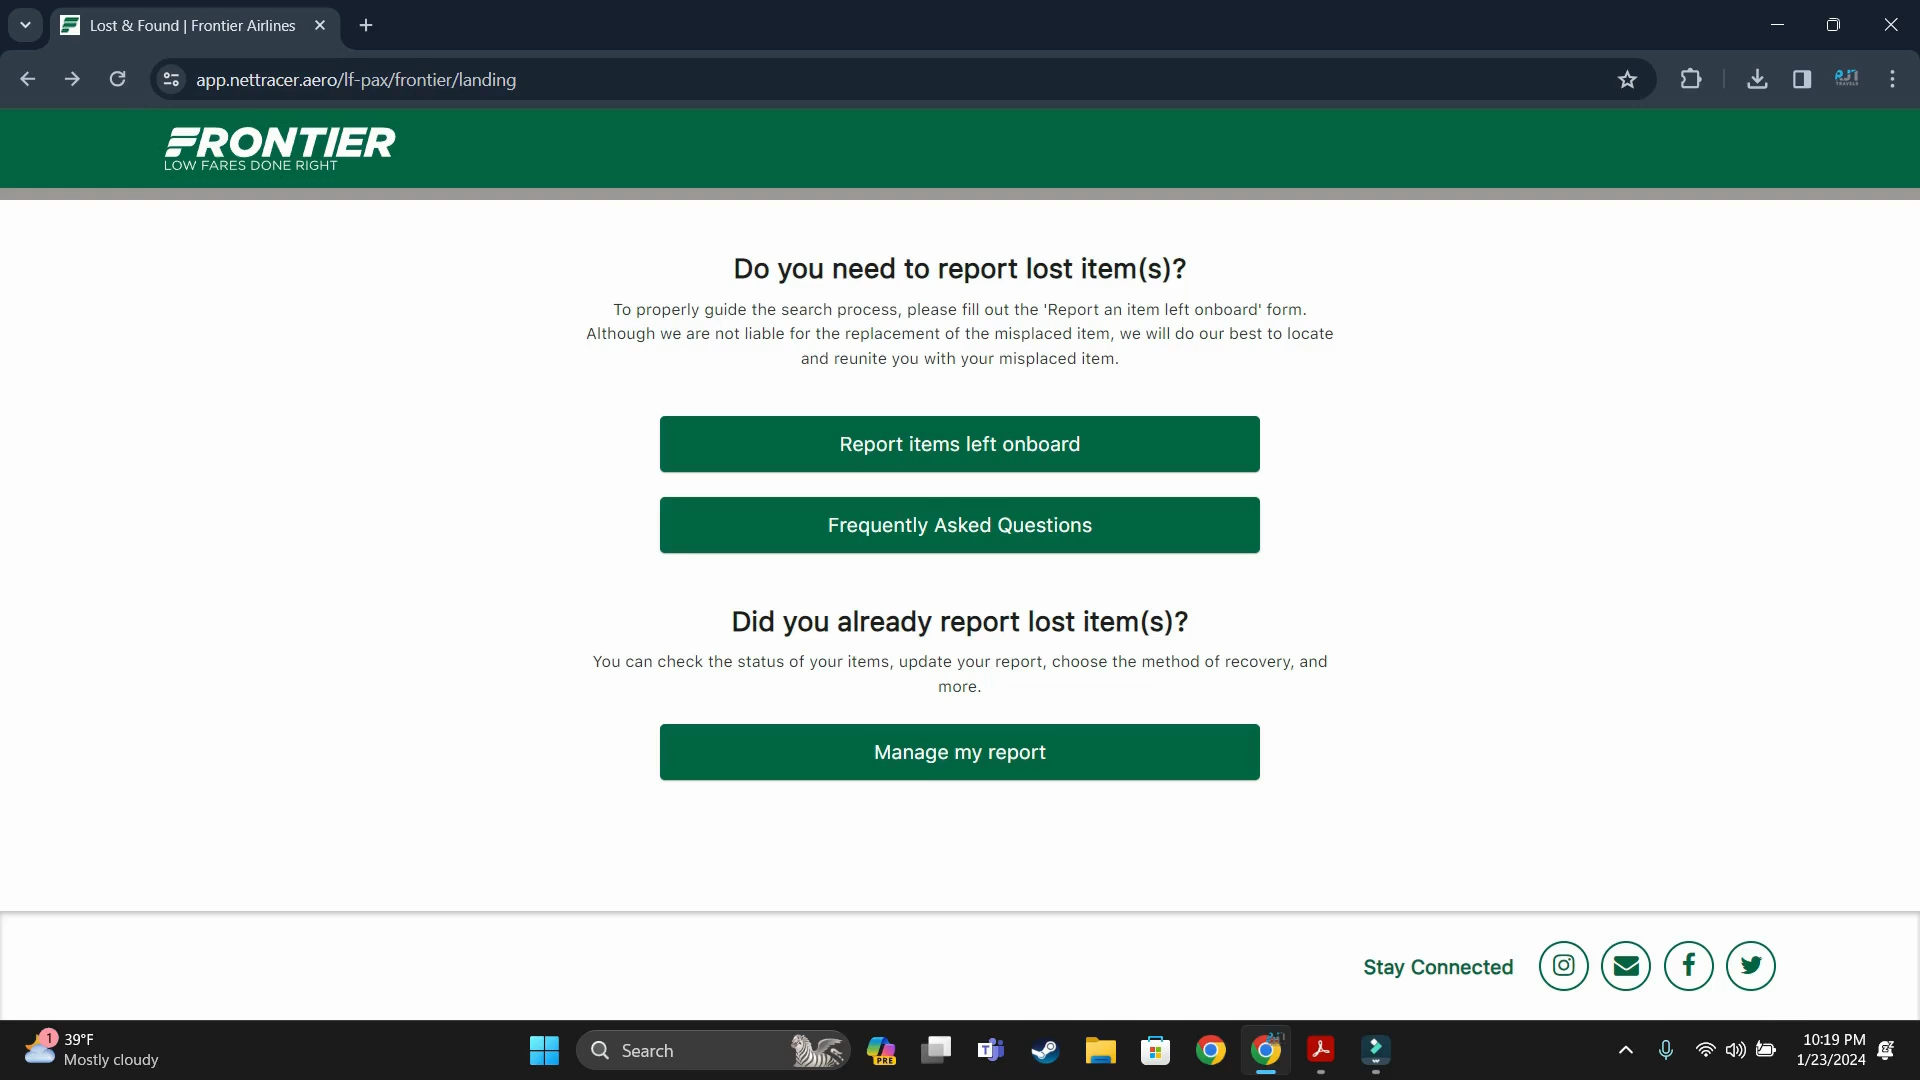 Lost & Found | Frontier Airlines
app.nettracer.aero/lf-pax/frontier/landing
RJ1
TRAVELS
FRONTIER
LOW FARES DONE RIGHT
Do you need to report lost item(s)?
To properly guide the search process, please fill out the 'Report an item left onboard' form.
Although we are not liable for the replacement of the misplaced item, we will do our best to locate
and reunite you with your misplaced item.
Report items left onboard
Frequently Asked Questions
Did you already report lost item(s)?
You can check the status of your items, update your report, choose the method of recovery, and
more.
Manage my report
Stay Connected
1
39°F
Mostly cloudy
Search
PRE
10:19 PM
1/23/2024